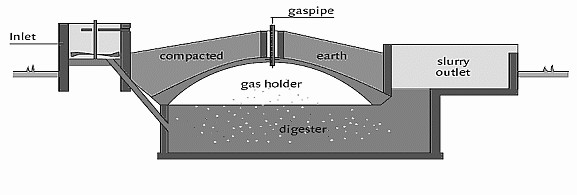 gaspipe
Inlet
compacted earth
slurry
outlet
gas holder
digester